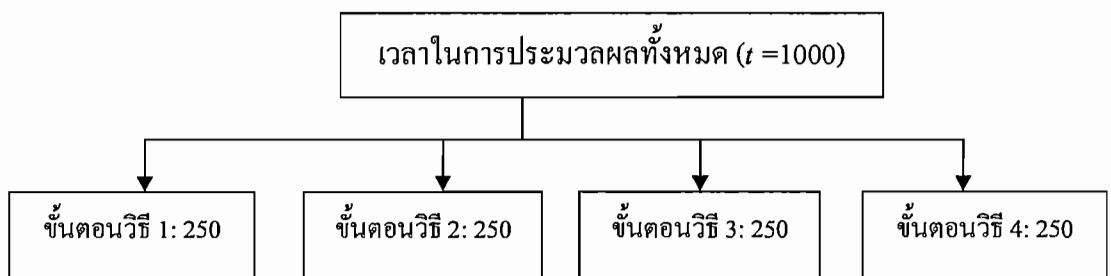 เวลาในการประมวลผลทั้งหมด (t =1000)
ขั้นตอนวิธี 1: 250
ขั้นตอนวิธี 2: 250
ขั้นตอนวิธี 3: 250
ขั้นตอนวิธี 4: 250